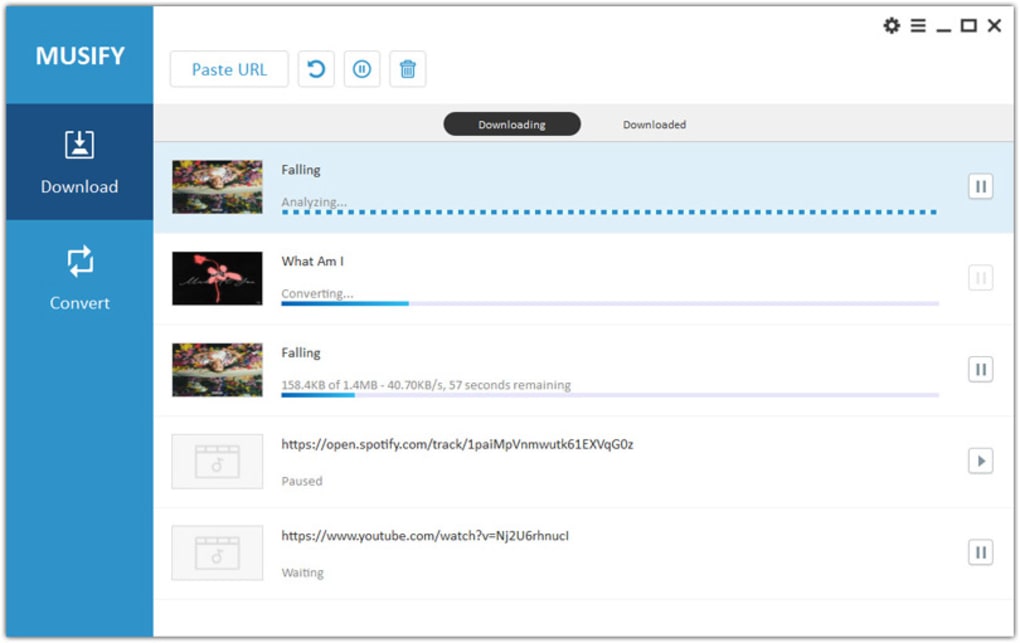 MUSIFY
Paste URL
Download
Convert
Downloading
Downloaded
Falling
Analyzing...
What Am I
Converting...
Falling
158.4KB of 1.4MB - 40.70KB/s, 57 seconds remaining
https://open.spotify.com/track/1paiMpVnmwutk61EXVqG0z
Paused
https://www.youtube.com/watch?v=Nj2U6rhnucI
Waiting